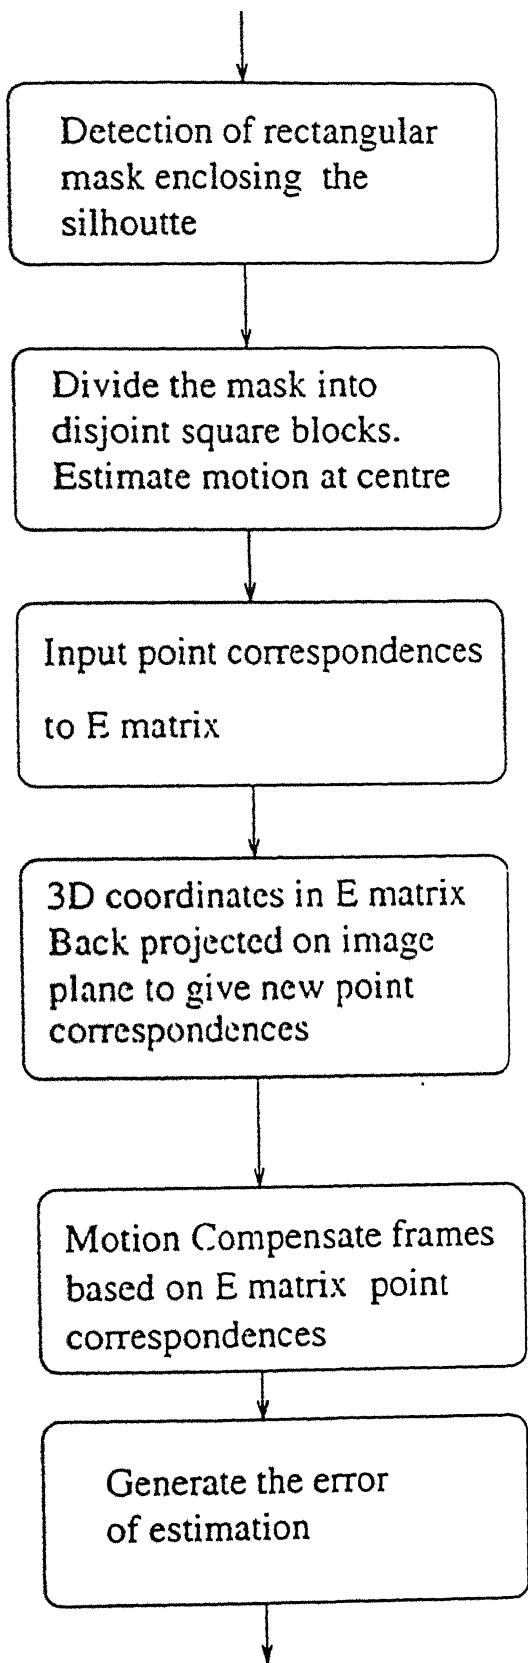 Detection of rectangular
mask enclosing the
silhoutte
Divide the mask into
disjoint square blocks.
Estimate motion at centre
Input point correspondences
to E matrix
3D coordinates in E matrix
Back projected on image
plane to give new point
correspondences
Motion Compensate frames
based on E matrix point
correspondences
Generate the error
of estimation